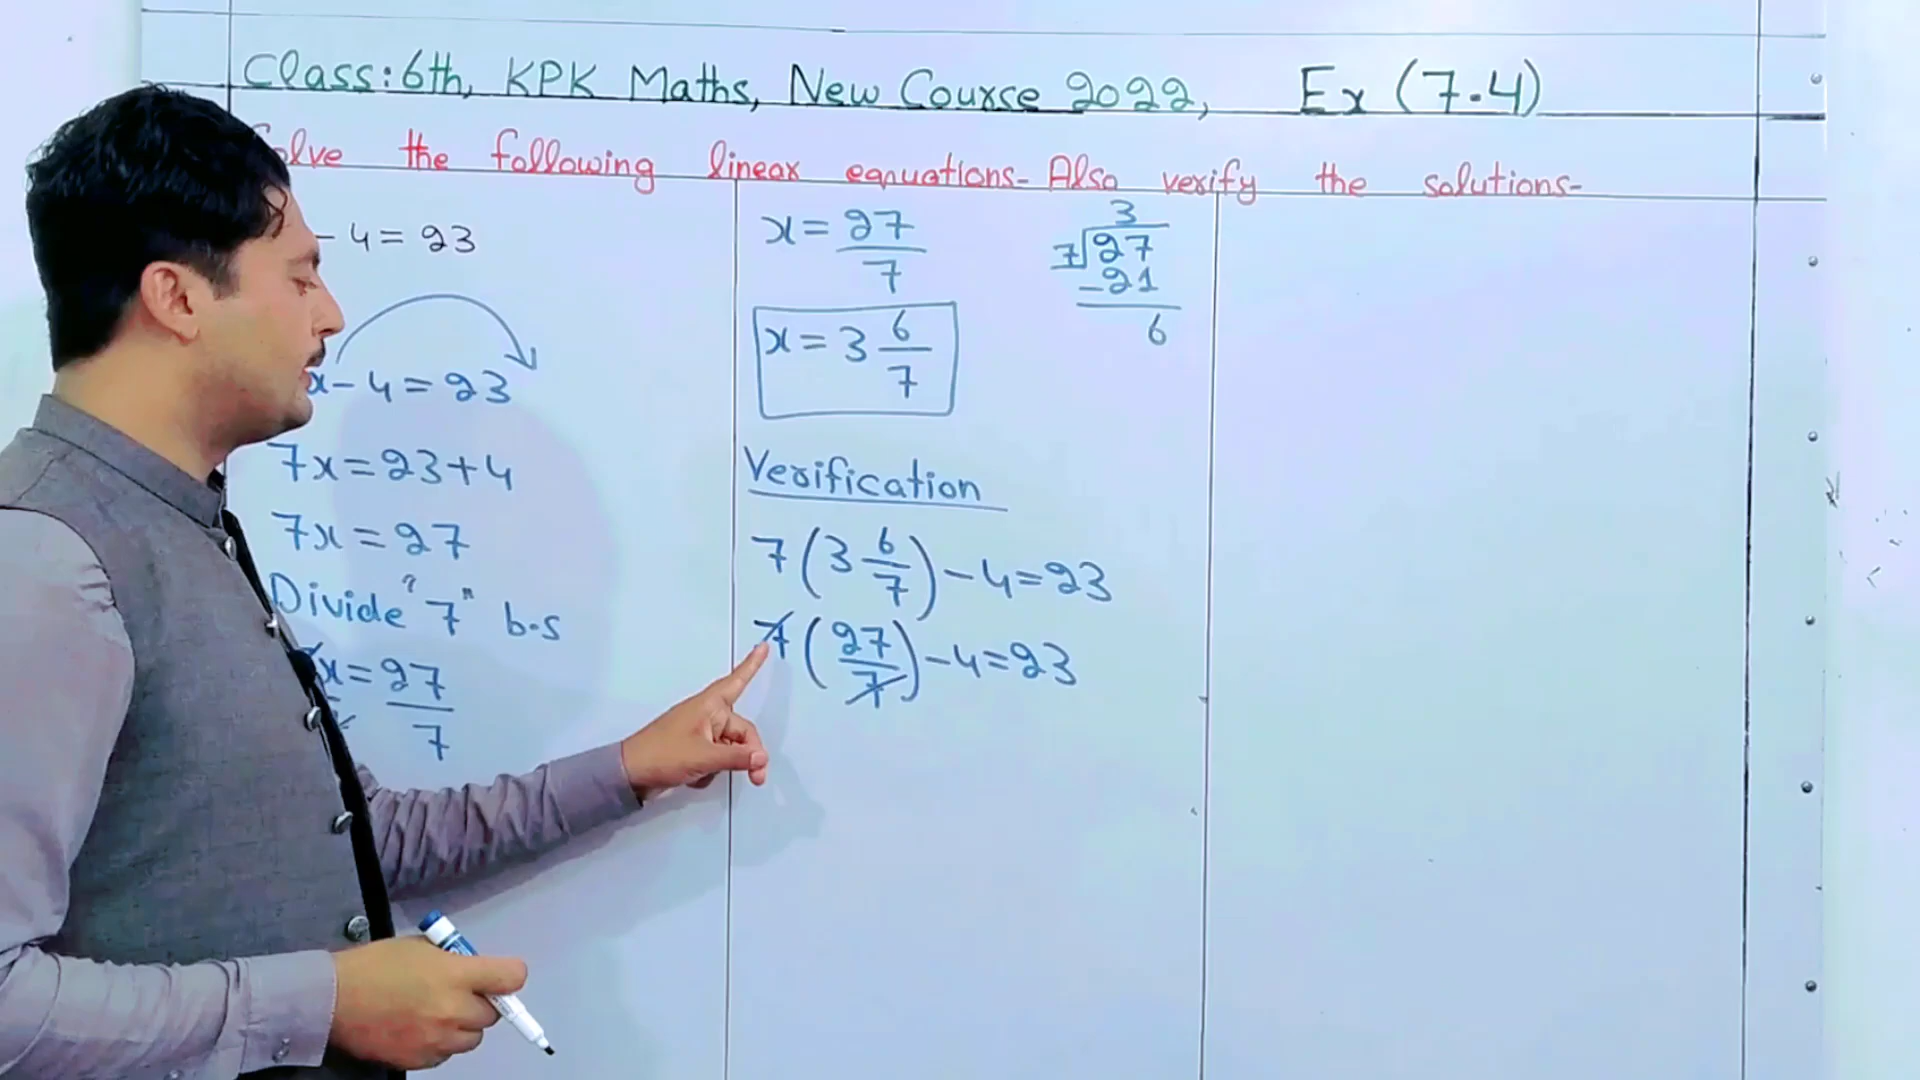 Class: 6th, KPK Maths, New Course 2022, Ex (7.4)
Solve the following linear equations- Also verify the solutions-
- 4 = 23
x - 4 = 23
7x = 23 + 4
7x = 27
Divide "7" b.s
x = 27/7
x = 27/7
x = 3 6/7
3
7 27
-21
6
Verification
7(3 6/7) - 4 = 23
7(27/7) - 4 = 23